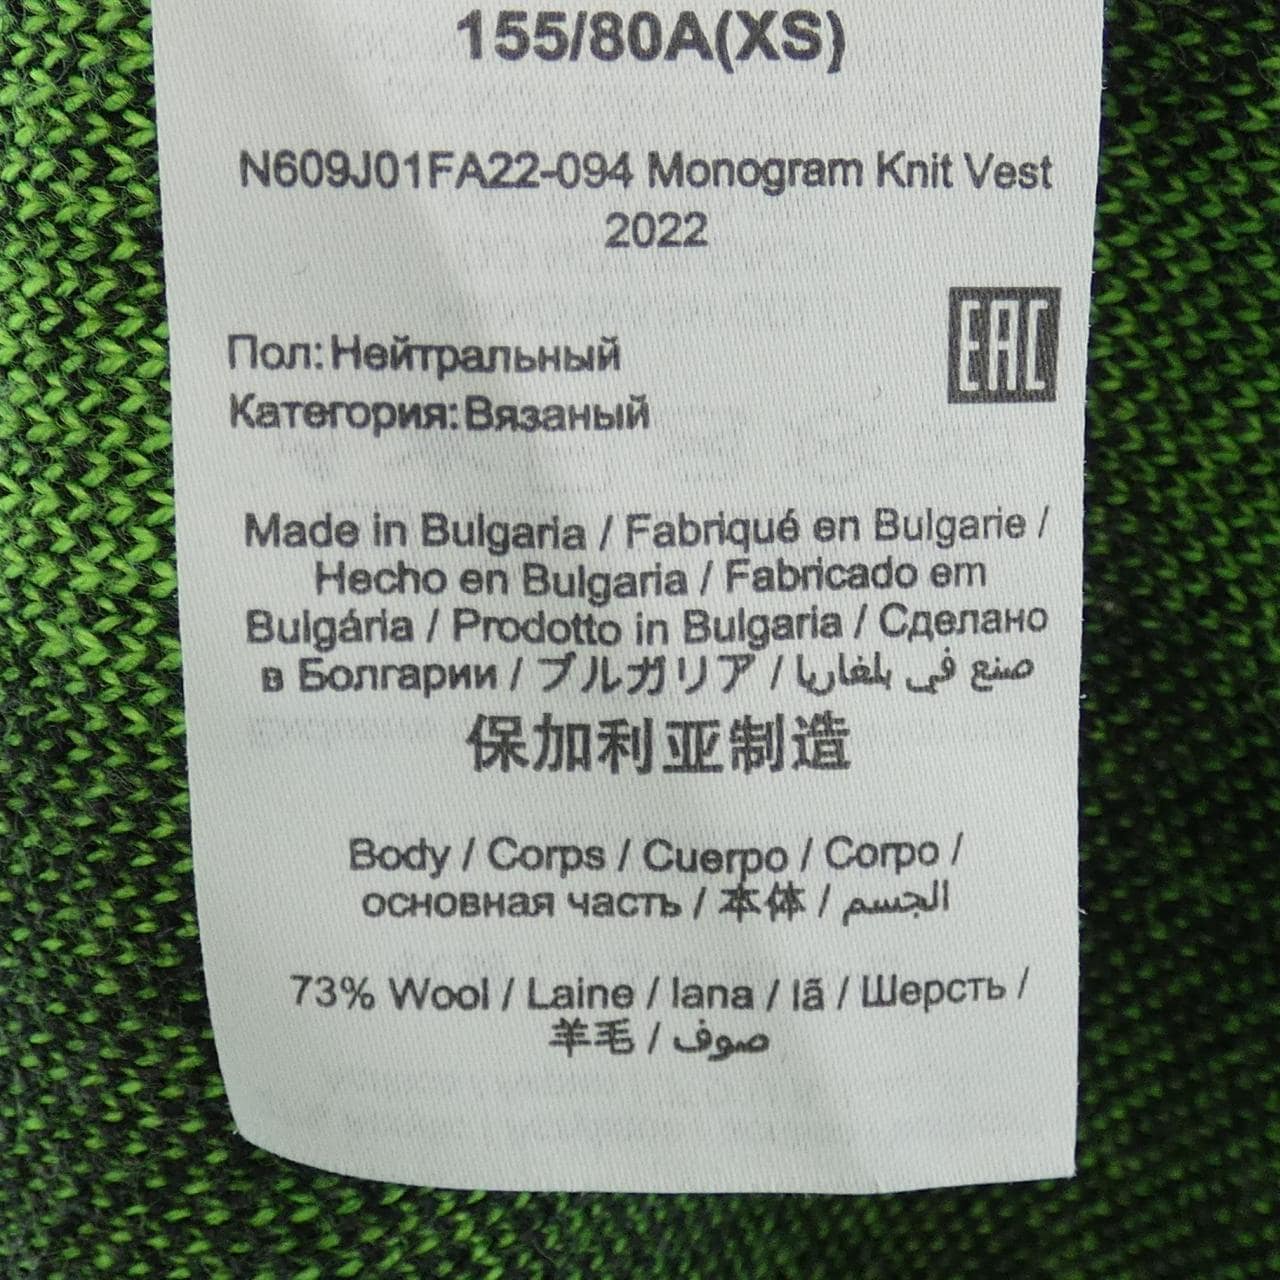 155/80A(XS)
N609J01FA22-094 Monogram Knit Vest
2022
EAC
Пол:Нейтральный
Категория:Вязаный
Made in Bulgaria / Fabriqué en Bulgarie /
Hecho en Bulgaria / Fabricado em
Bulgária / Prodotto in Bulgaria / Сделано
в Болгарии / ブルガリア / صنع في بلغاريا
保加利亚制造
Body / Corps / Cuerpo / Corpo /
основная часть / 本体 / الجسم
73% Wool / Laine / lana / lã / Шерсть /
羊毛 / صوف